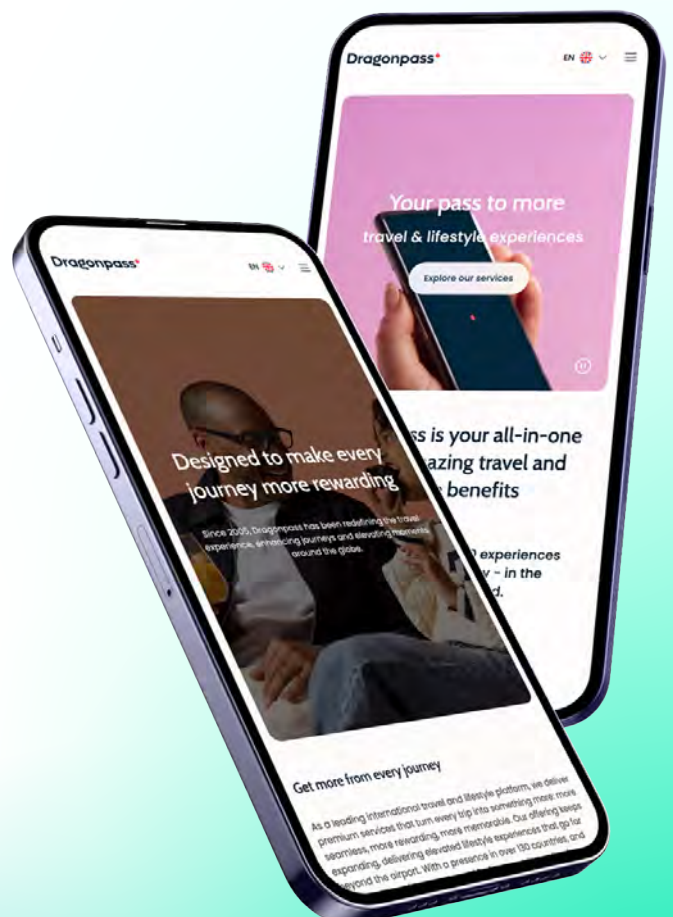 Dragonpass
EN
Your pass to more
travel & lifestyle experiences
Explore our services
ss is your all-in-one
azing travel and
benefits
experiences
in the
Dragonpass
EN
Designed to make every
journey more rewarding
Since 2005, Dragonpass has been redefining the travel
experience, enhancing journeys and elevating moments
around the globe.
Get more from every journey
As a leading international travel and lifestyle platform, we deliver
premium services that turn every trip into something more: more
seamless, more rewarding, more memorable. Our offering keeps
expanding, delivering elevated lifestyle experiences that go far
beyond the airport. With a presence in over 130 countries, and